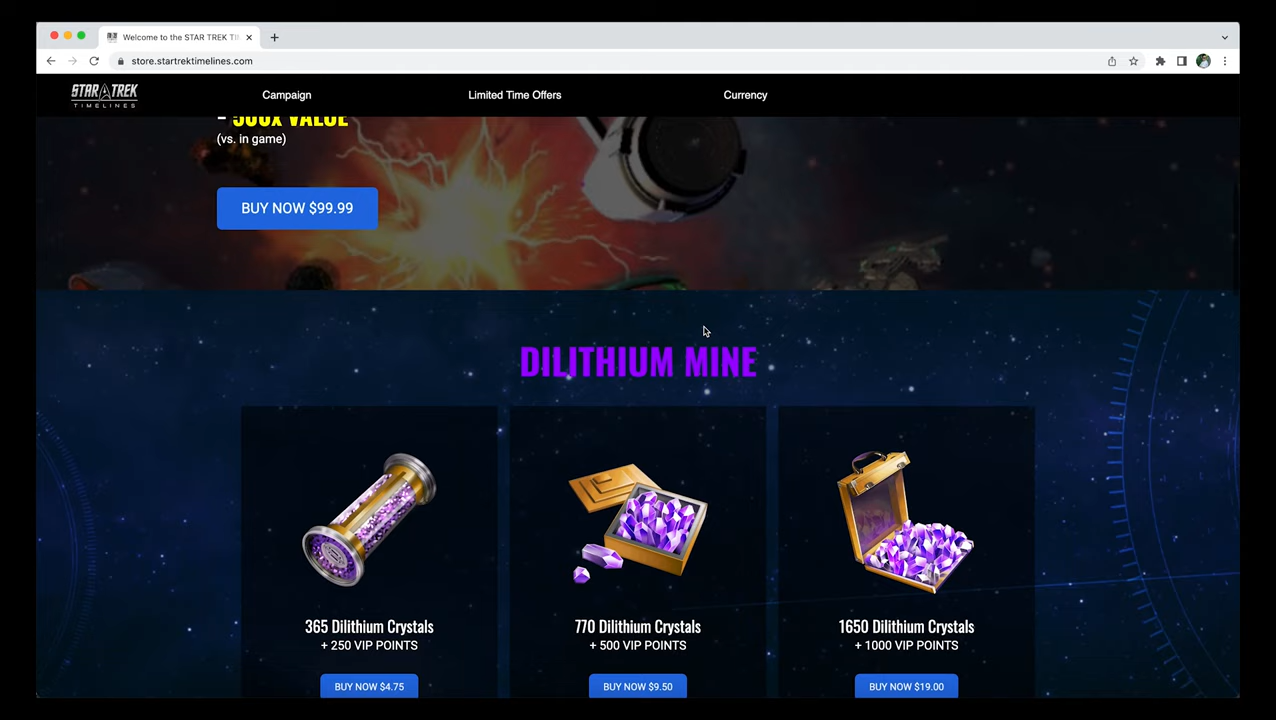 Welcome to the STAR TREK TI
store.startrektimelines.com
STAR TREK
TIMELINES
Campaign
Limited Time Offers
Currency
= 500x VALUE
(vs. in game)
BUY NOW $99.99
DILITHIUM MINE
365 Dilithium Crystals
+ 250 VIP POINTS
BUY NOW $4.75
770 Dilithium Crystals
+ 500 VIP POINTS
BUY NOW $9.50
1650 Dilithium Crystals
+ 1000 VIP POINTS
BUY NOW $19.00